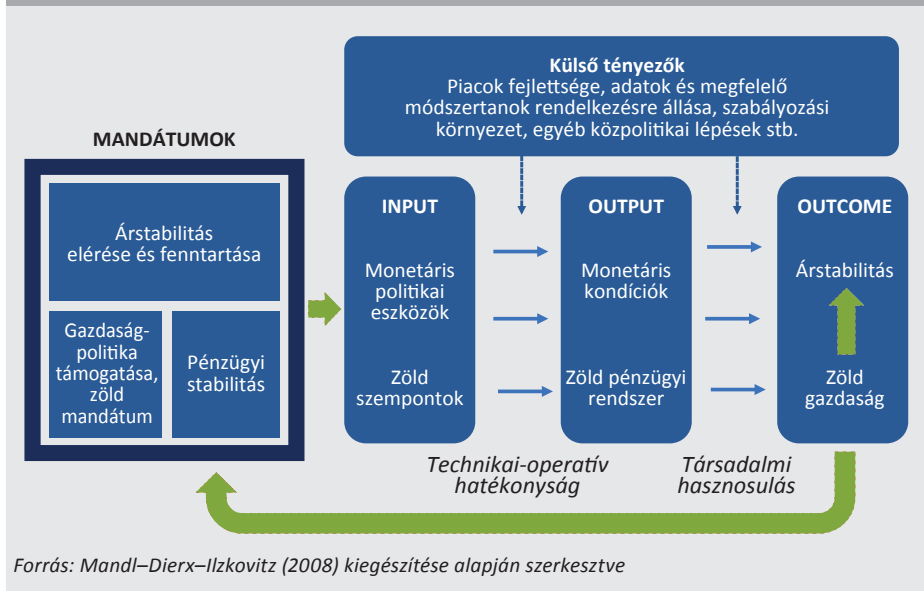 Külső tényezők
Piacok fejlettsége, adatok és megfelelő
módszertanok rendelkezésre állása, szabályozási
környezet, egyéb közpolitikai lépések stb.
MANDÁTUMOK
Árstabilitás
elérése és fenntartása
Gazdaság-
politika
támogatása,
zöld
mandátum
Pénzügyi
stabilitás
INPUT
Monetáris
politikai
eszközök
Zöld
szempontok
OUTPUT
Monetáris
kondíciók
Zöld pénzügyi
rendszer
OUTCOME
Árstabilitás
Zöld
gazdaság
Technikai-operatív
hatékonyság
Társadalmi
hasznosulás
Forrás: Mandl–Dierx–Ilzkovitz (2008) kiegészítése alapján szerkesztve